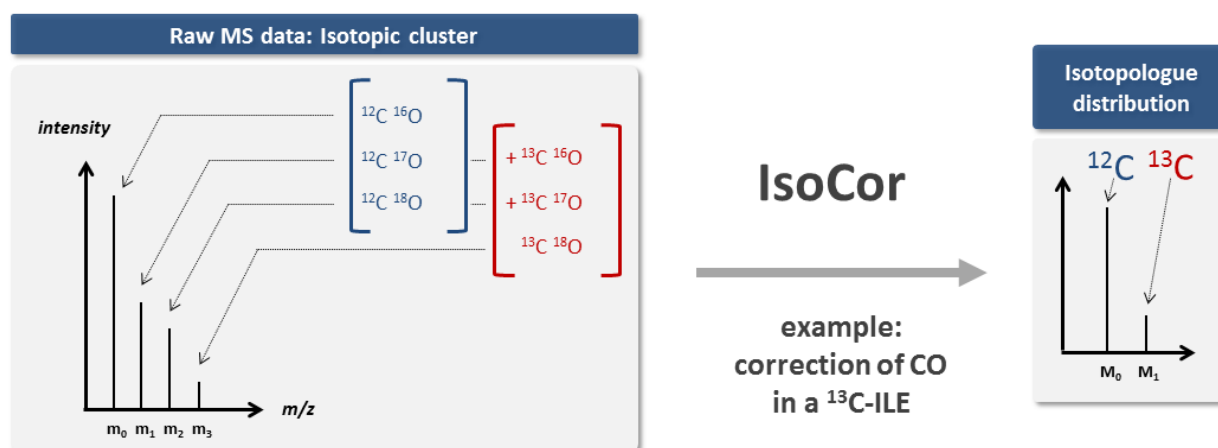 Raw MS data: Isotopic cluster
intensity
¹²C ¹⁶O
¹²C ¹⁷O
¹²C ¹⁸O
+ ¹³C ¹⁶O
+ ¹³C ¹⁷O
¹³C ¹⁸O
m/z
m₀ m₁ m₂ m₃
IsoCor
example:
correction of CO
in a ¹³C-ILE
Isotopologue
distribution
¹²C ¹³C
M₀ M₁